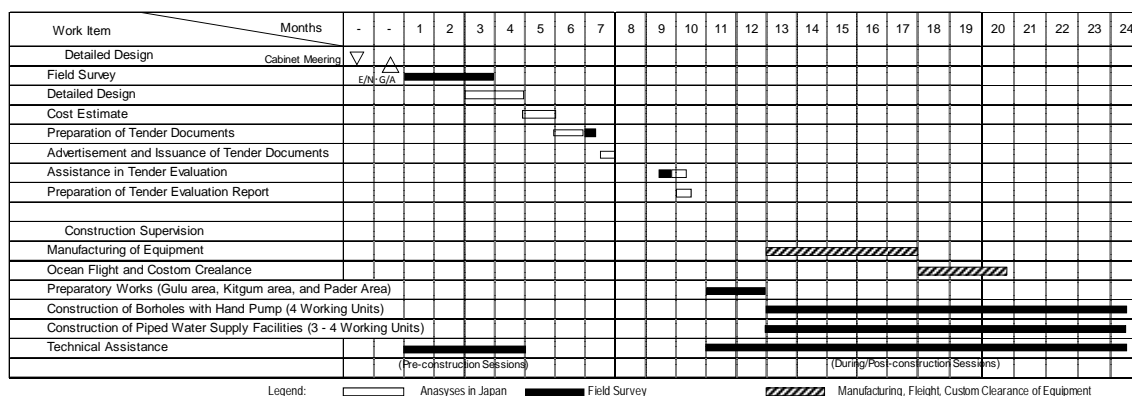 Work Item Months - - 1 2 3 4 5 6 7 8 9 10 11 12 13 14 15 16 17 18 19 20 21 22 23 24
Detailed Design Cabinet Meering
E/N・G/A
Field Survey
Detailed Design
Cost Estimate
Preparation of Tender Documents
Advertisement and Issuance of Tender Documents
Assistance in Tender Evaluation
Preparation of Tender Evaluation Report
Construction Supervision
Manufacturing of Equipment
Ocean Flight and Costom Crealance
Preparatory Works (Gulu area, Kitgum area, and Pader Area)
Construction of Borholes with Hand Pump (4 Working Units)
Construction of Piped Water Supply Facilities (3 - 4 Working Units)
Technical Assistance
(Pre-construction Sessions) (During/Post-construction Sessions)
Legend: Anasyses in Japan Field Survey Manufacturing, Fleight, Custom Clearance of Equipment